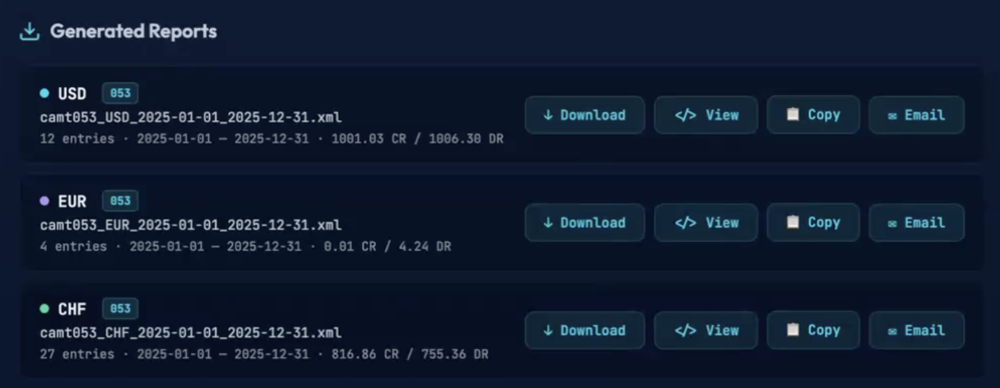 Generated Reports
USD 053
camt053_USD_2025-01-01_2025-12-31.xml
12 entries · 2025-01-01 — 2025-12-31 · 1001.03 CR / 1006.30 DR
↓ Download </> View 📋 Copy ✉ Email
EUR 053
camt053_EUR_2025-01-01_2025-12-31.xml
4 entries · 2025-01-01 — 2025-12-31 · 0.01 CR / 4.24 DR
↓ Download </> View 📋 Copy ✉ Email
CHF 053
camt053_CHF_2025-01-01_2025-12-31.xml
27 entries · 2025-01-01 — 2025-12-31 · 816.86 CR / 755.36 DR
↓ Download </> View 📋 Copy ✉ Email